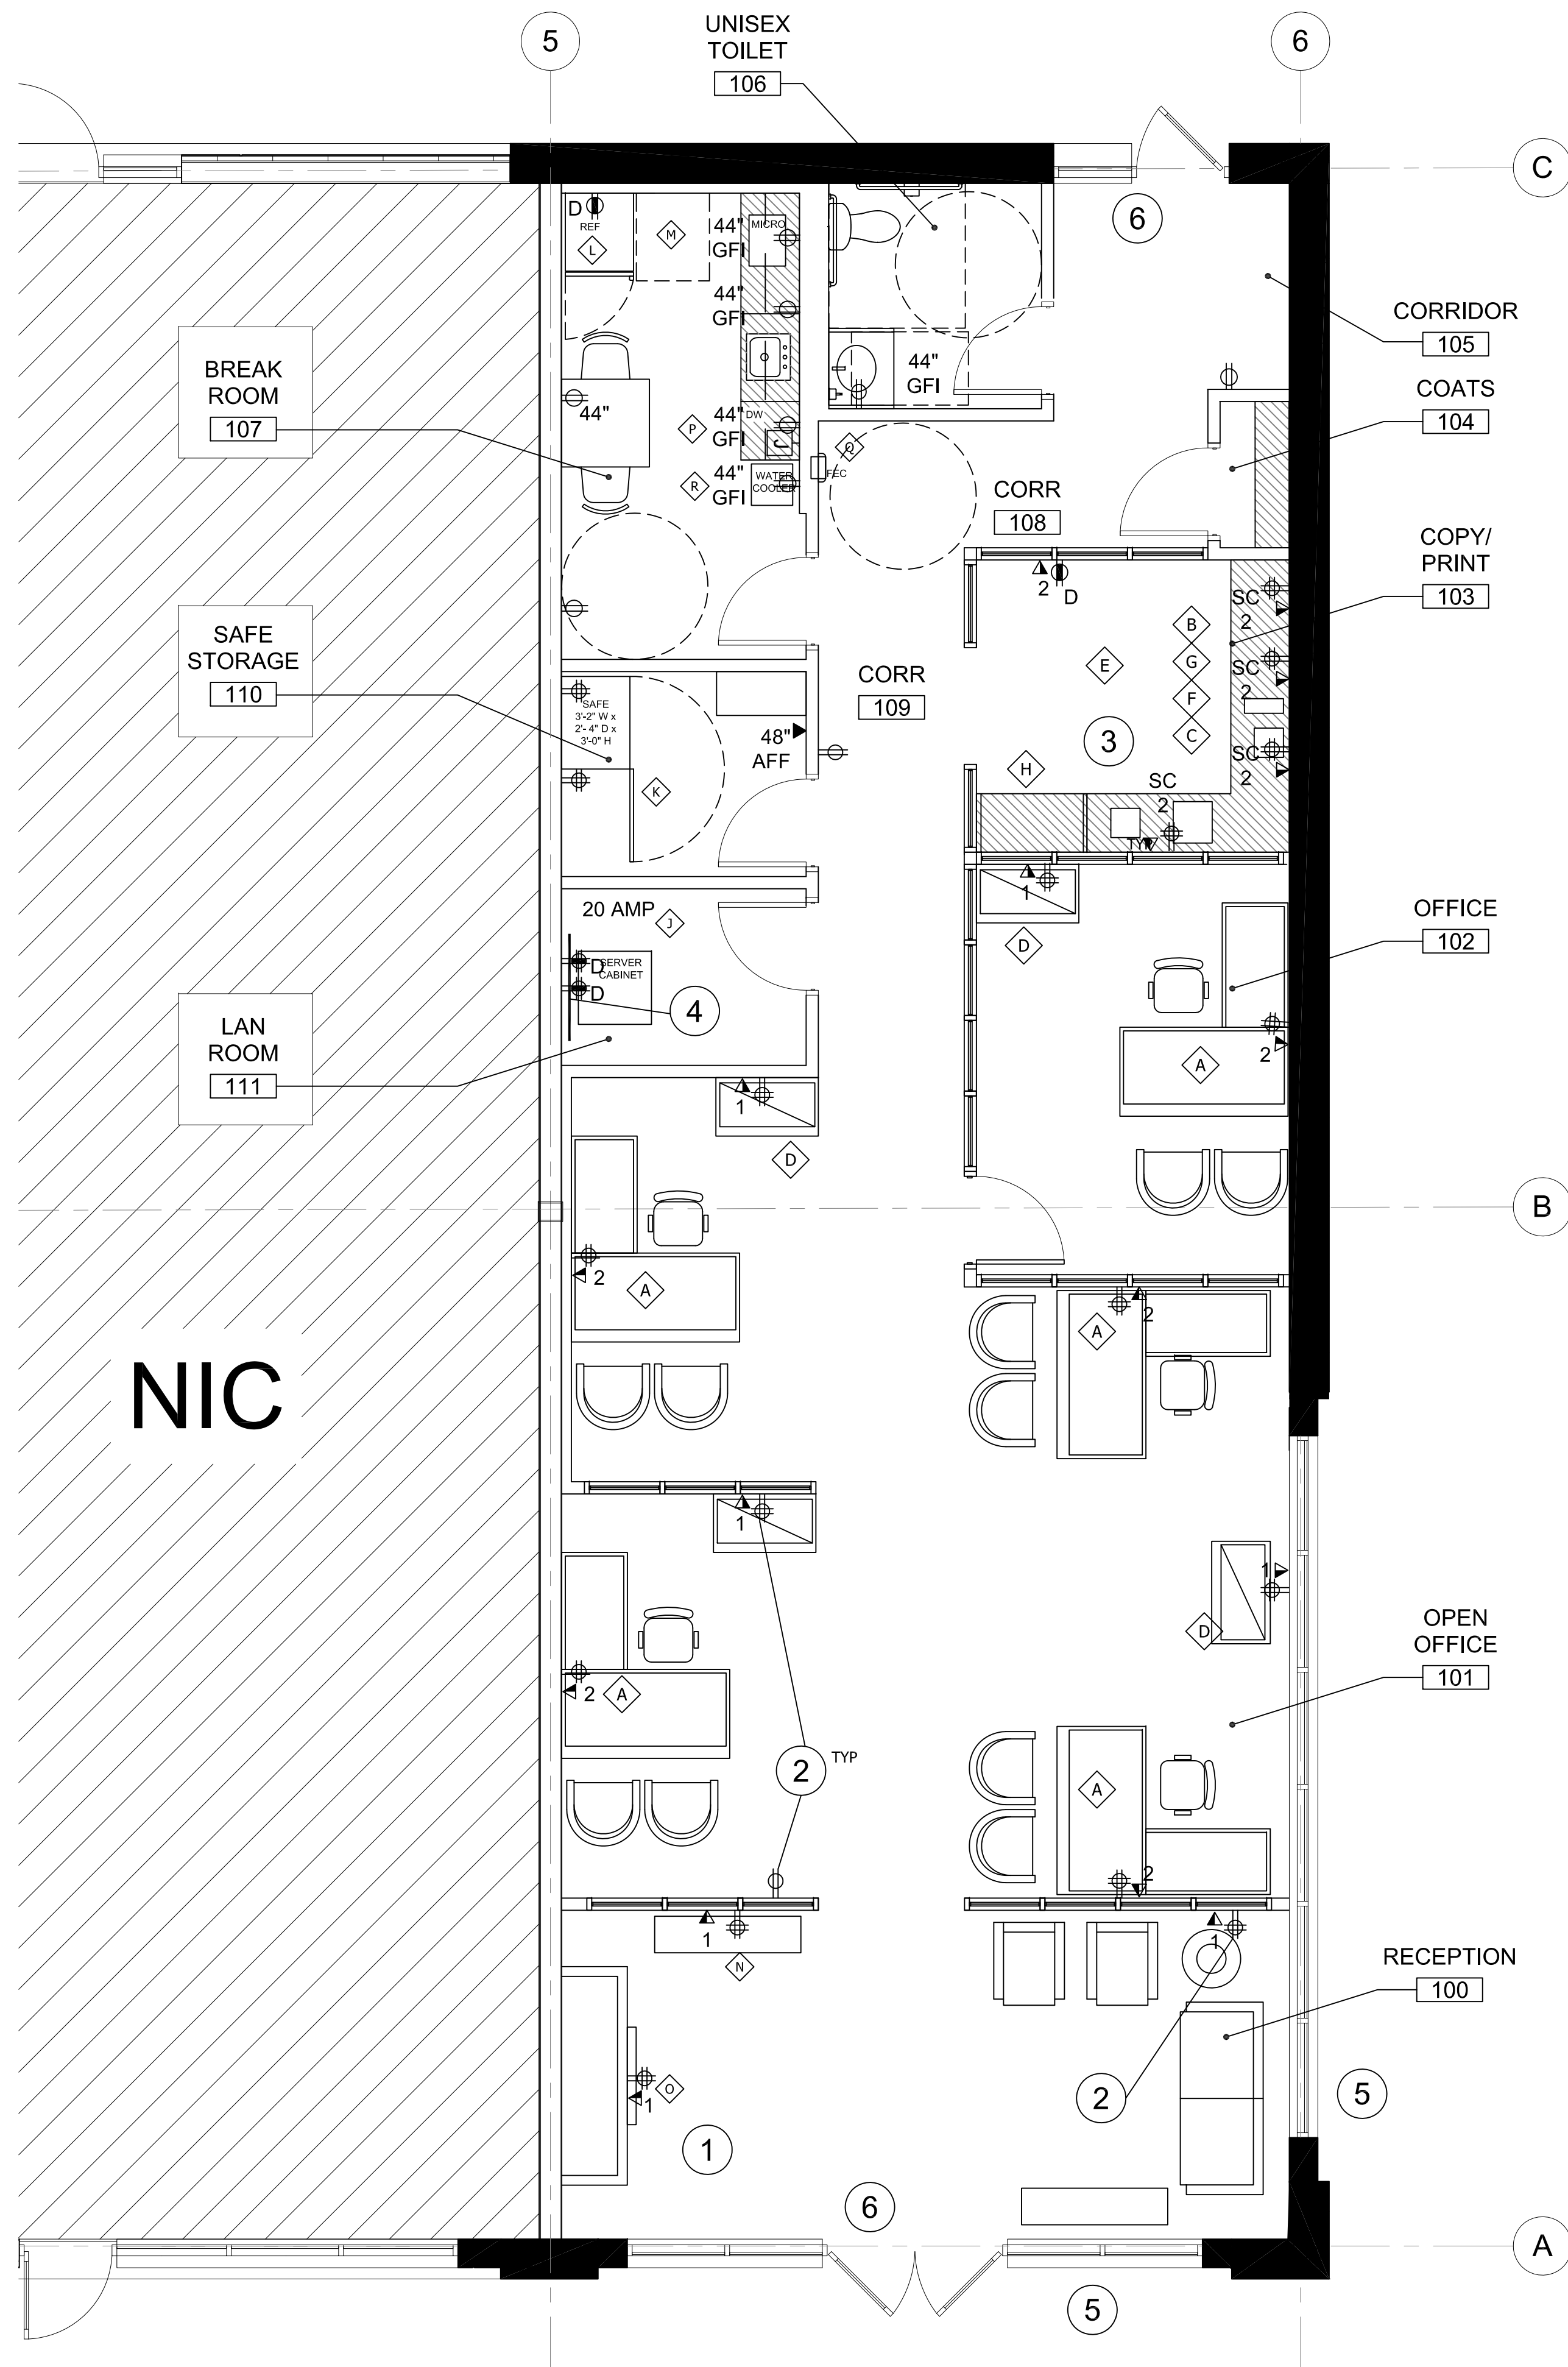 5
UNISEX
TOILET
106
6
C
6
D
REF
L
M
44"
GFI
MICRO
44"
GFI
44"
GFI
CORRIDOR
105
BREAK
ROOM
107
44"
P
44"
GFI
DW
J
COATS
104
R
44"
GFI
WATER
COOLER
FEC
Q
CORR
108
COPY/
PRINT
103
2
D
SC
2
B
SAFE
STORAGE
110
CORR
109
E
G
SC
2
F
SAFE
3'-2" W x
2'- 4" D x
3'-0" H
48"
AFF
3
C
SC
2
K
H
SC
2
TYP
1
20 AMP
J
OFFICE
102
D
D
D
SERVER
CABINET
4
LAN
ROOM
111
2
A
1
D
B
2
A
2
A
NIC
1
1
D
OPEN
OFFICE
101
2
A
2
TYP
A
2
1
N
1
RECEPTION
100
O
1
2
5
1
6
A
5